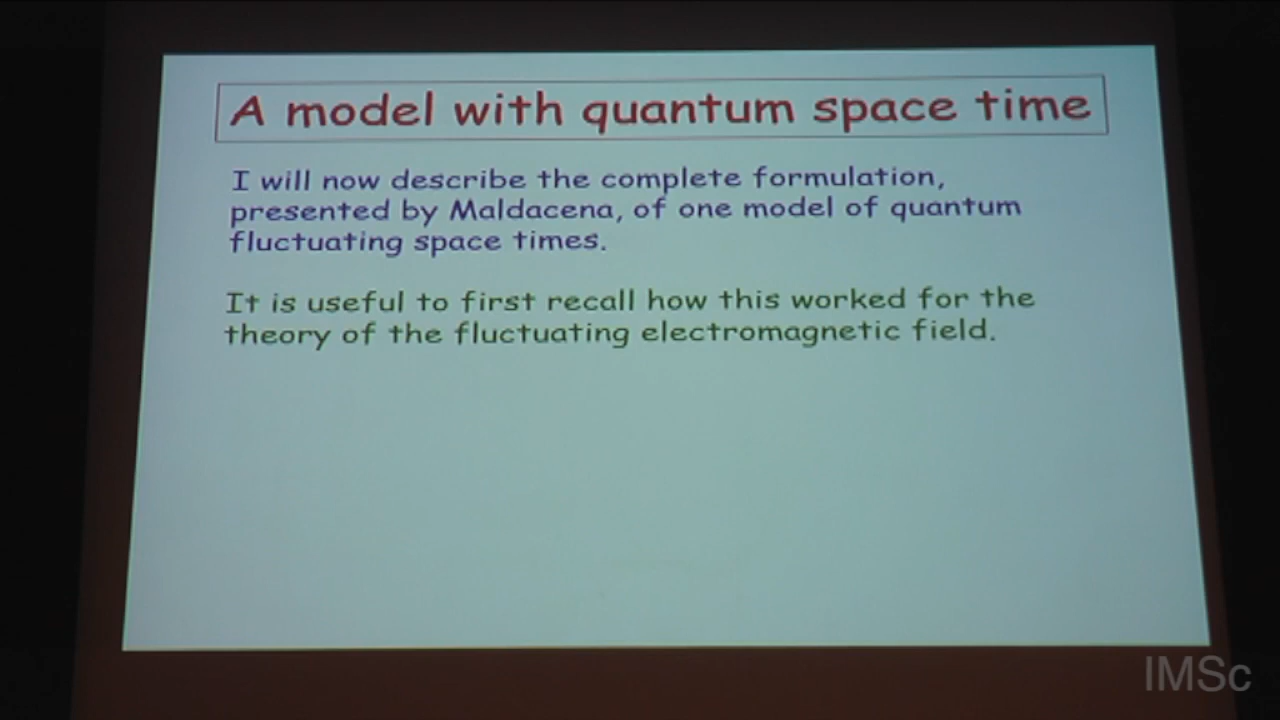 A model with quantum space time
I will now describe the complete formulation,
presented by Maldacena, of one model of quantum
fluctuating space times.
It is useful to first recall how this worked for the
theory of the fluctuating electromagnetic field.
IMSc